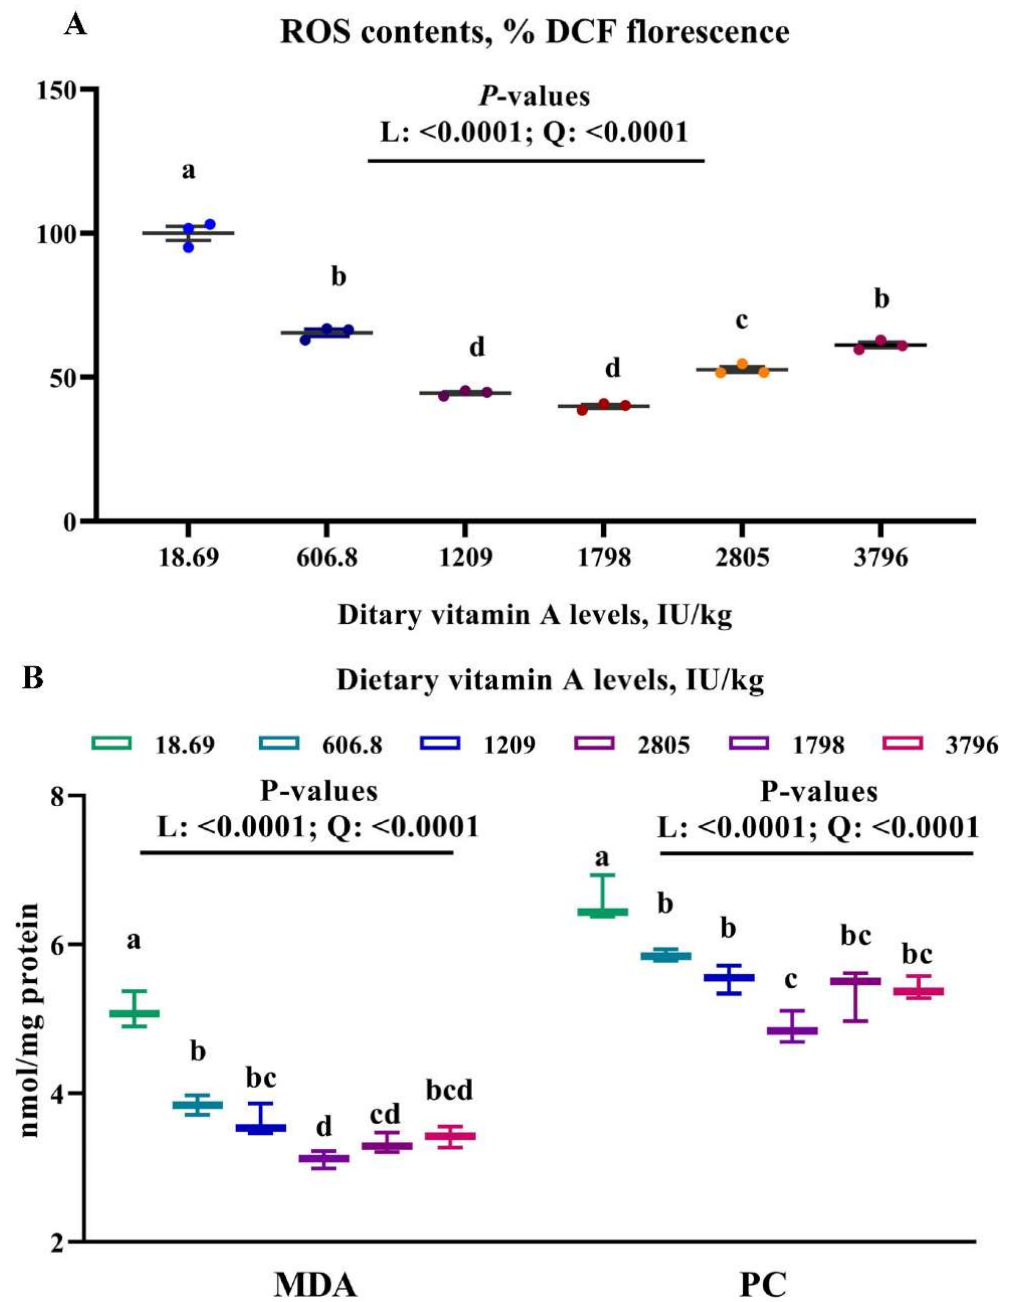 A
ROS contents, % DCF florescence
150
P-values
L: <0.0001; Q: <0.0001
a
100
b
b
c
d
d
50
0
18.69 606.8 1209 1798 2805 3796
Ditary vitamin A levels, IU/kg
B
Dietary vitamin A levels, IU/kg
18.69 606.8 1209 2805 1798 3796
8
P-values
L: <0.0001; Q: <0.0001
P-values
L: <0.0001; Q: <0.0001
nmol/mg protein
6
4
2
a
b
bc
d
cd
bcd
a
b
b
c
bc
bc
MDA
PC